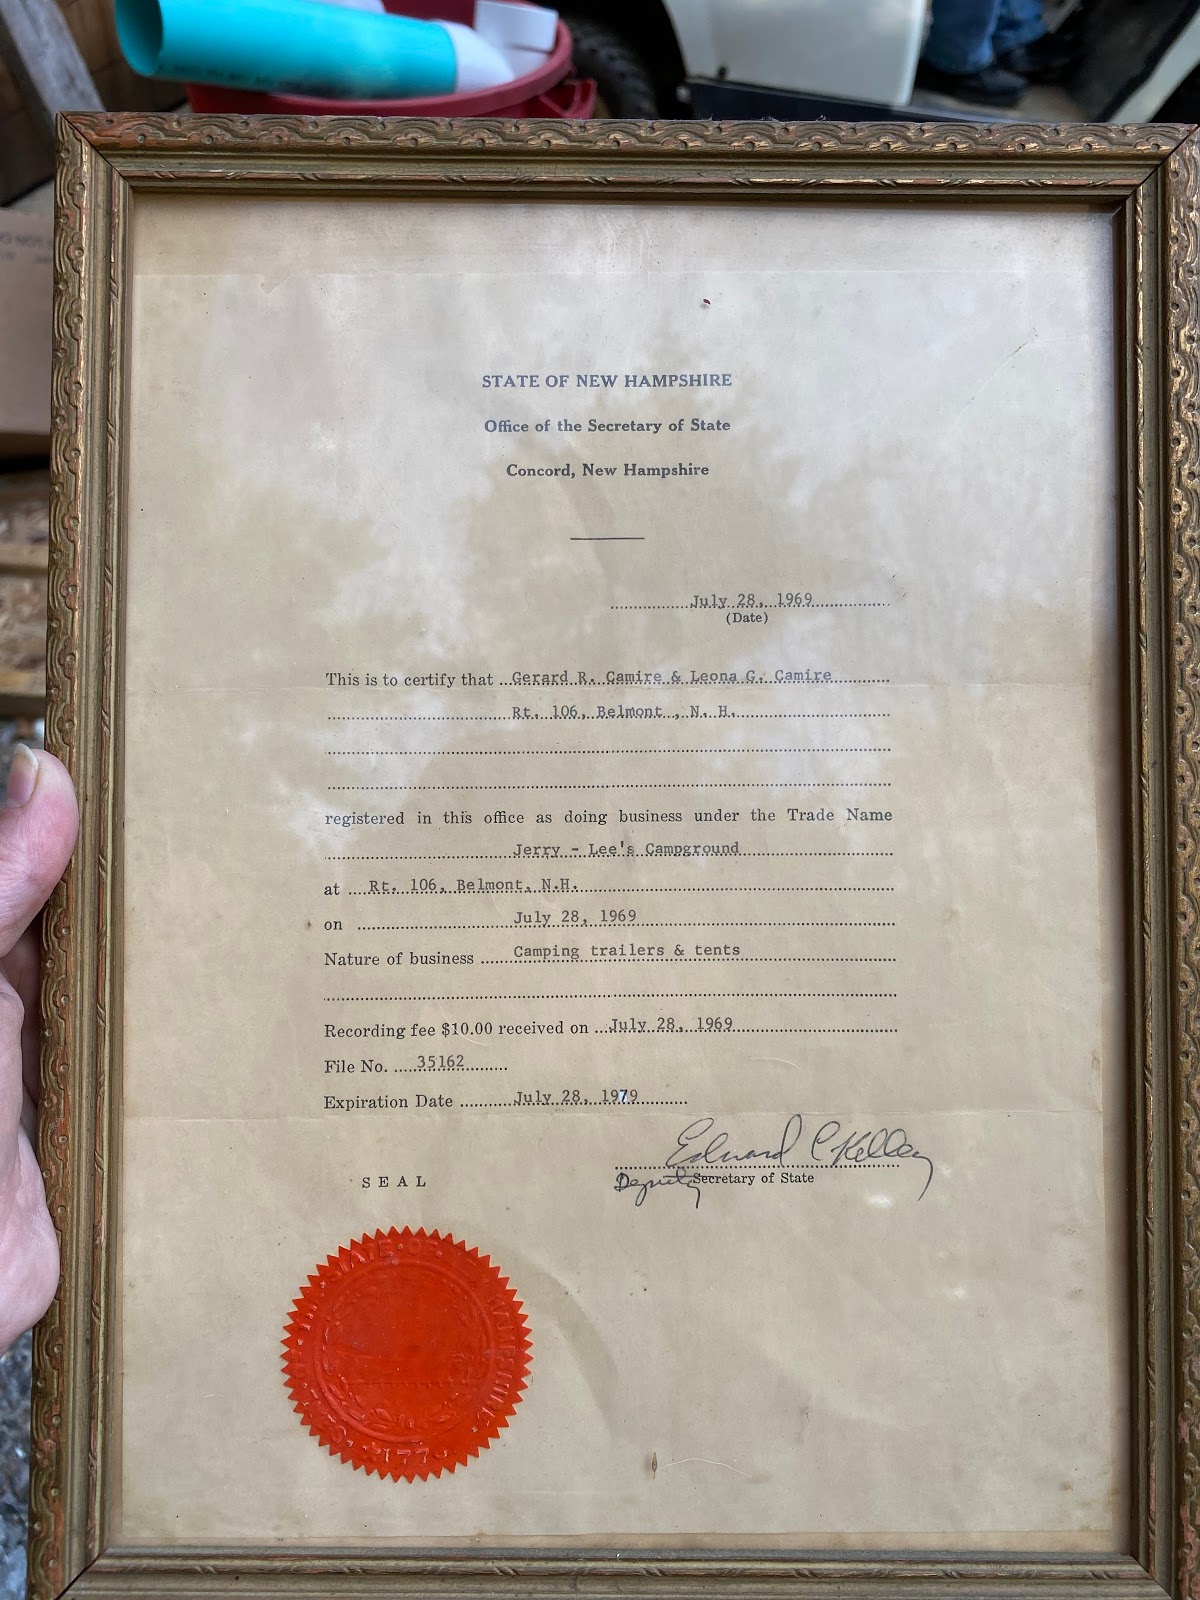 STATE OF NEW HAMPSHIRE
Office of the Secretary of State
Concord, New Hampshire
July 28, 1969
(Date)
This is to certify that Gerard R. Camire & Leona G. Camire
Rt. 106, Belmont , N. H.
registered in this office as doing business under the Trade Name
Jerry - Lee's Campground
at Rt. 106, Belmont, N.H.
on July 28, 1969
Nature of business Camping trailers & tents
Recording fee $10.00 received on July 28, 1969
File No. 35162
Expiration Date July 28, 1979
Edward C Kelley
Deputy Secretary of State
SEAL